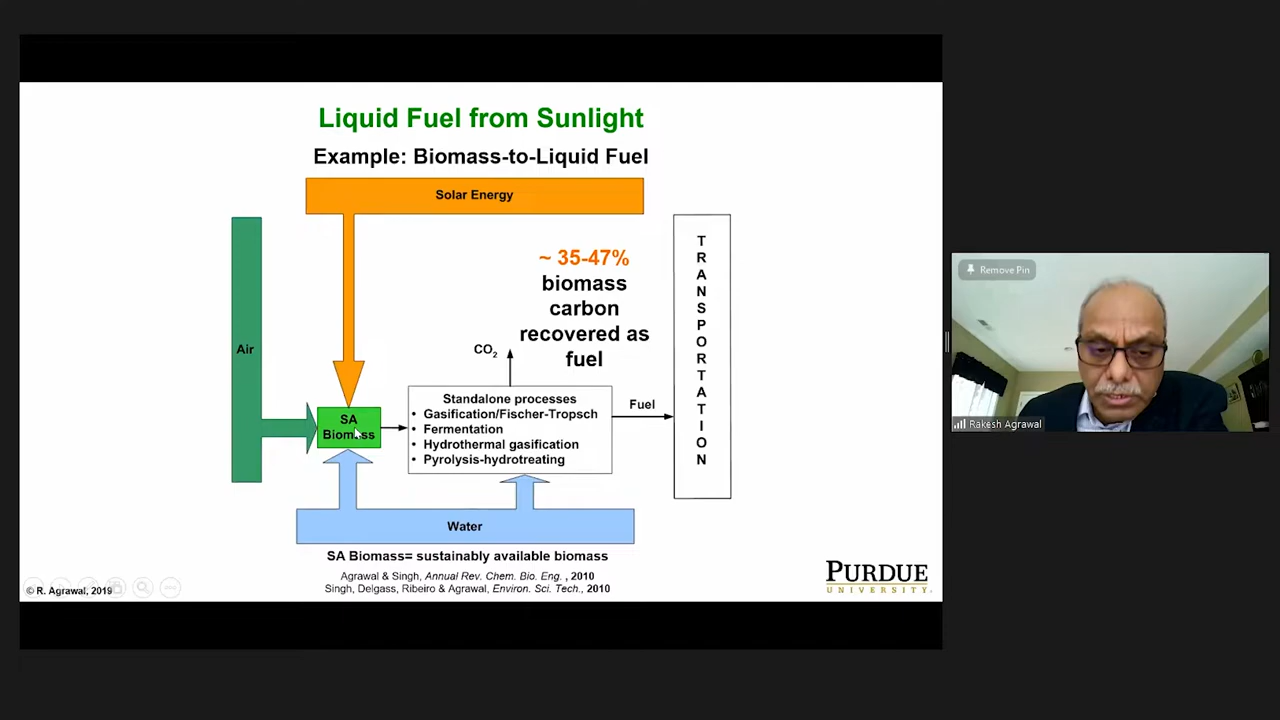 Liquid Fuel from Sunlight
Example: Biomass-to-Liquid Fuel
Solar Energy
Air
~ 35-47%
biomass
carbon
recovered as
fuel
CO2
SA
Biomass
Standalone processes
• Gasification/Fischer-Tropsch
• Fermentation
• Hydrothermal gasification
• Pyrolysis-hydrotreating
Fuel
TRANSPORTATION
Water
SA Biomass= sustainably available biomass
Agrawal & Singh, Annual Rev. Chem. Bio. Eng. , 2010
Singh, Delgass, Ribeiro & Agrawal, Environ. Sci. Tech., 2010
© R. Agrawal, 2019
PURDUE
UNIVERSITY
Remove Pin
Rakesh Agrawal